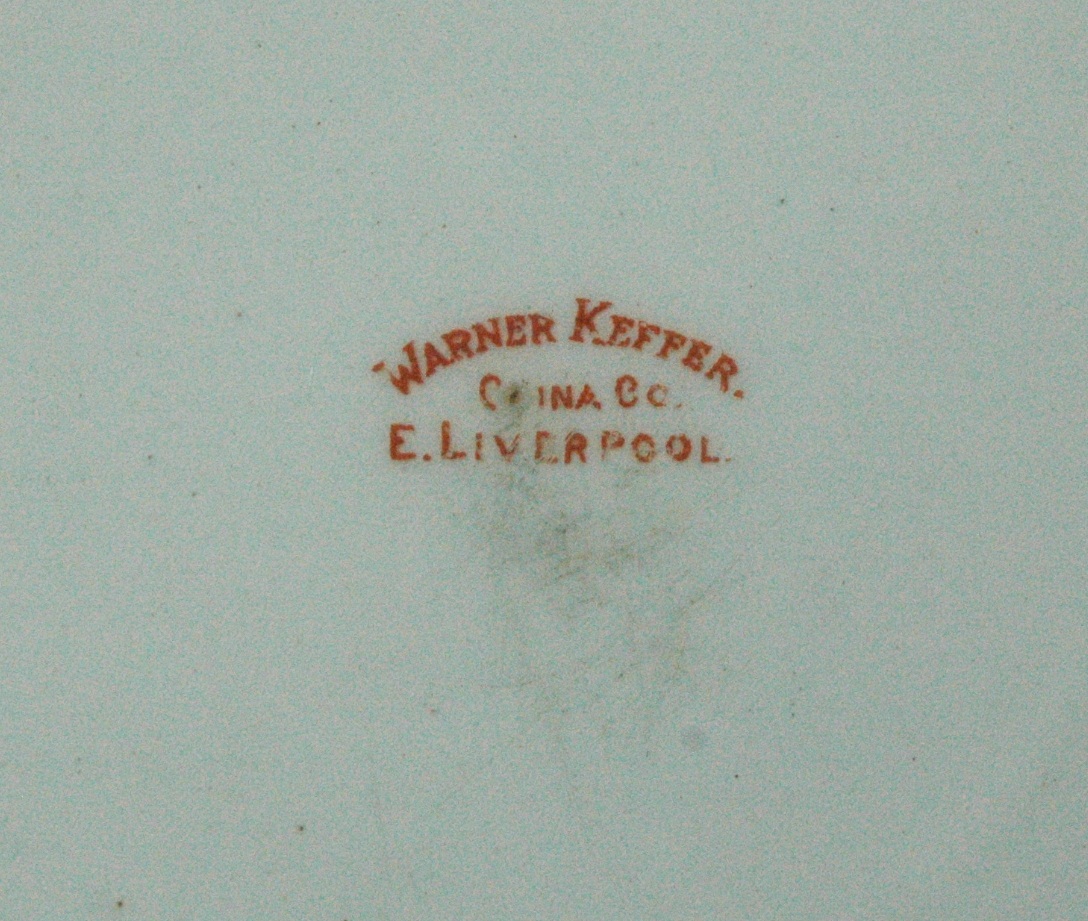 WARNER KEFFER.
CHINA CO.
E. LIVERPOOL.